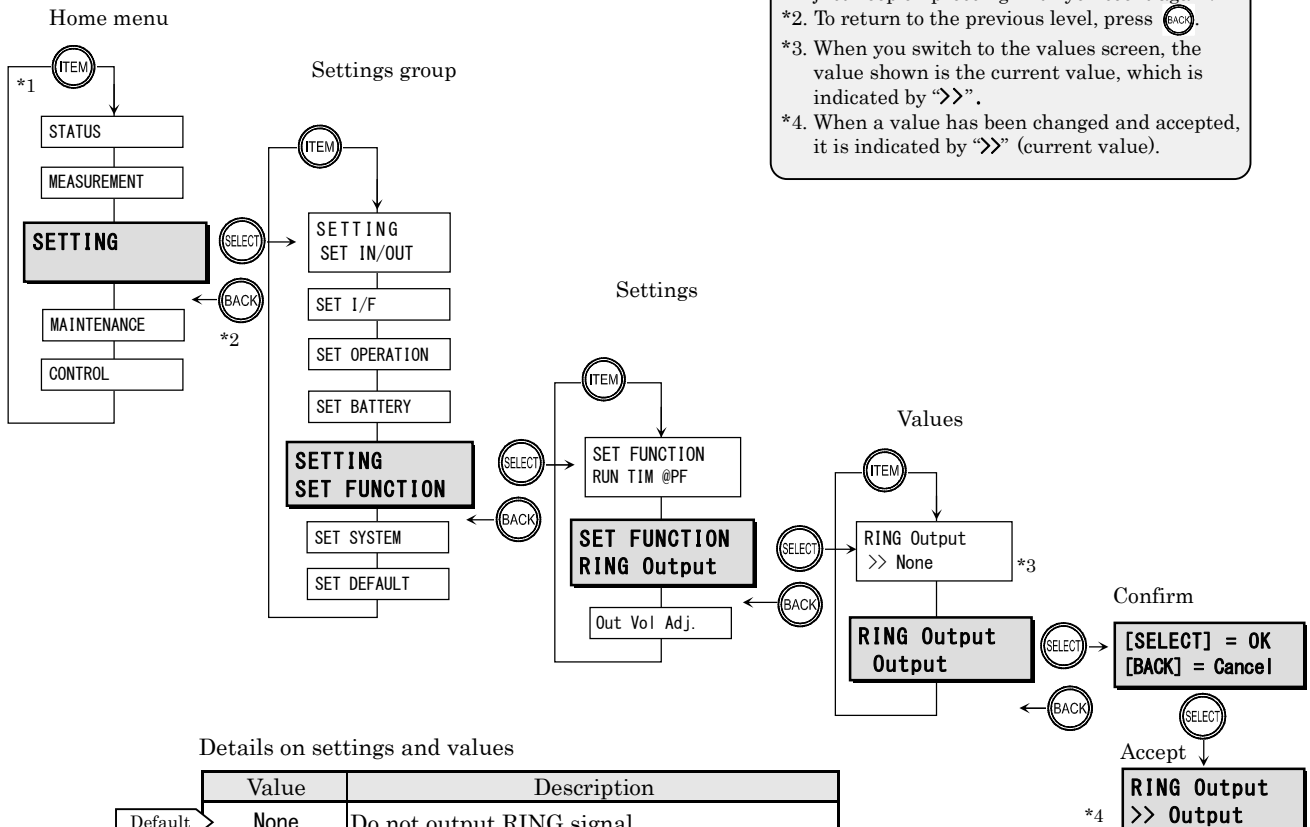 *2. To return to the previous level, press BACK.
*3. When you switch to the values screen, the
value shown is the current value, which is
indicated by “>>”.
*4. When a value has been changed and accepted,
it is indicated by “>>” (current value).
Home menu
ITEM
*1
STATUS
MEASUREMENT
SETTING
SELECT
BACK
*2
MAINTENANCE
CONTROL
Settings group
ITEM
SETTING
SET IN/OUT
SET I/F
SET OPERATION
SET BATTERY
SETTING
SET FUNCTION
SELECT
BACK
SET SYSTEM
SET DEFAULT
Settings
ITEM
SET FUNCTION
RUN TIM @PF
SET FUNCTION
RING Output
SELECT
BACK
Out Vol Adj.
Values
ITEM
RING Output
>> None
*3
RING Output
Output
SELECT
BACK
Confirm
[SELECT] = OK
[BACK] = Cancel
SELECT
Accept
RING Output
>> Output
*4
Details on settings and values
Value Description
Default None Do not output RING signal